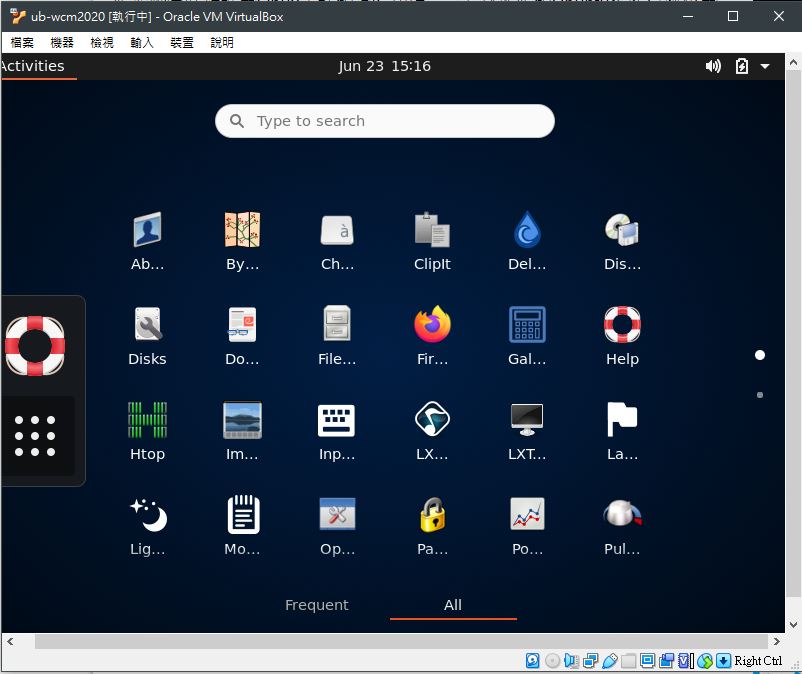 ub-wcm2020 [執行中] - Oracle VM VirtualBox
檔案 機器 檢視 輸入 裝置 說明
Activities Jun 23 15:16
Type to search
Ab... By... Ch... ClipIt Del... Dis...
Disks Do... File... Fir... Gal... Help
Htop Im... Inp... LX... LXT... La...
Lig... Mo... Op... Pa... Po... Pul...
Frequent All
Right Ctrl